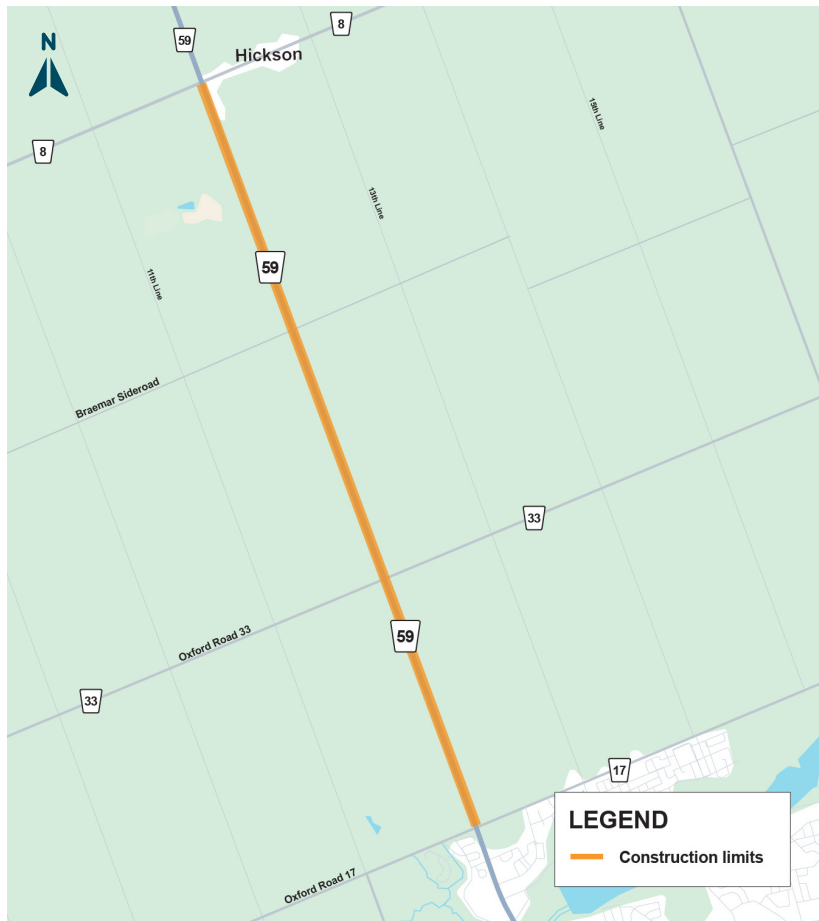 59
8
N
Hickson
8
15th Line
13th Line
59
11th Line
Braemar Sideroad
33
59
Oxford Road 33
33
17
LEGEND
Construction limits
Oxford Road 17